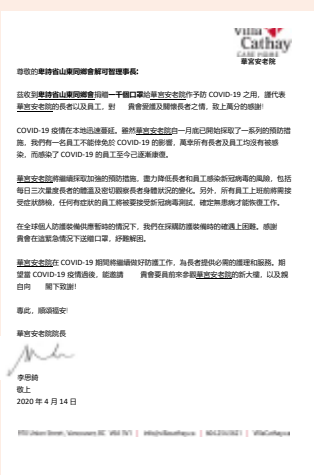 Villa
Cathay
CARE HOME
華宮安老院
尊敬的卑詩省山東同鄉會解可智理事長:
茲收到卑詩省山東同鄉會捐贈一千個口罩給華宮安老院作予防 COVID-19 之用，謹代表
華宮安老院的長者以及員工，對 貴會愛護及關懷長者之情，致上萬分的感謝!
COVID-19 疫情在本地迅速蔓延。雖然華宮安老院自一月底已開始採取了一系列的預防措
施，我們有一名員工不能倖免於 COVID-19 的影響，萬幸所有長者及員工均沒有被感
染，而感染了 COVID-19 的員工至今已逐漸康復。
華宮安老院將繼續採取加強的預防措施，盡力降低長者和員工感染新冠病毒的風險，包括
每日三次量度長者的體溫及密切觀察長者身體狀況的變化。另外，所有員工上班前將需接
受症狀篩檢，任何有症狀的員工將被要接受新冠病毒測試，確定無患病才能恢復工作。
在全球個人防護裝備供應暫時的情況下，我們在採購防護裝備時的確遇上困難。感謝
貴會在這緊急情況下送贈口罩，紓難解困。
華宮安老院在 COVID-19 期間將繼續做好防護工作，為長者提供必需的護理和服務。期
望當 COVID-19 疫情過後，能邀請 貴會要員前來參觀華宮安老院的新大樓，以及親
自向 閣下致謝!
專此，順頌福安!
華宮安老院院長
李思綺
敬上
2020 年 4 月 14 日